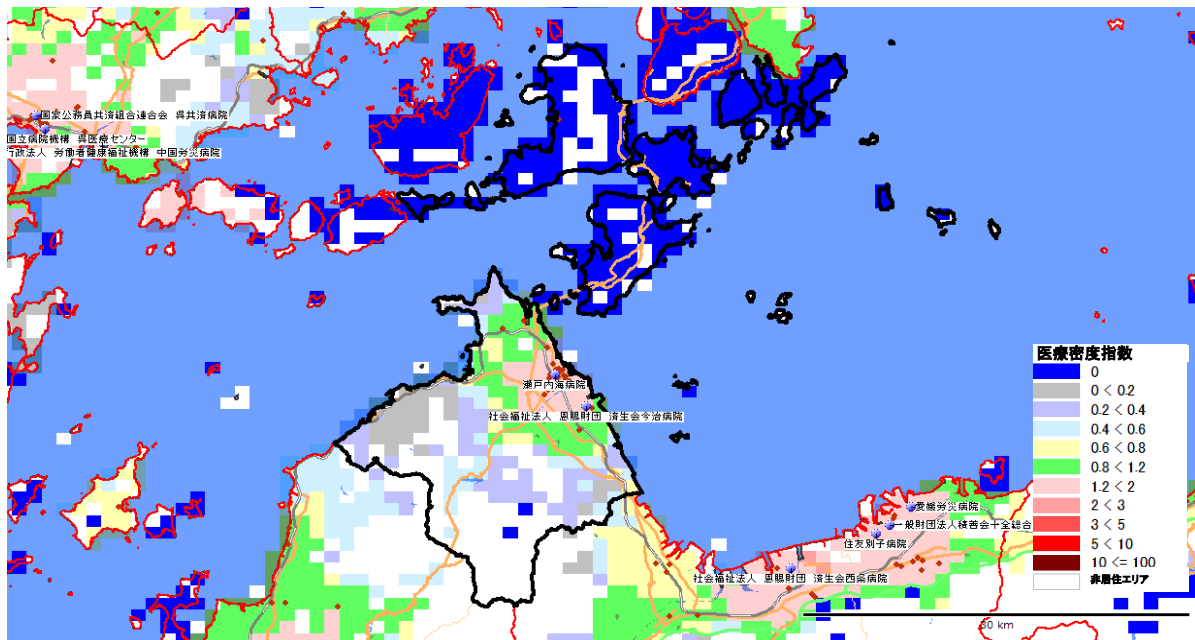 国家公務員共済組合連合会 呉共済病院
国立病院機構 呉医療センター
行政法人 労働者健康福祉機構 中国労災病院
瀬戸内海病院
社会福祉法人 恩賜財団 済生会今治病院
愛媛労災病院
一般財団法人積善会十全総合
住友別子病院
社会福祉法人 恩賜財団 済生会西条病院
医療密度指数
0
0 < 0.2
0.2 < 0.4
0.4 < 0.6
0.6 < 0.8
0.8 < 1.2
1.2 < 2
2 < 3
3 < 5
5 < 10
10 <= 100
非居住エリア
30 km